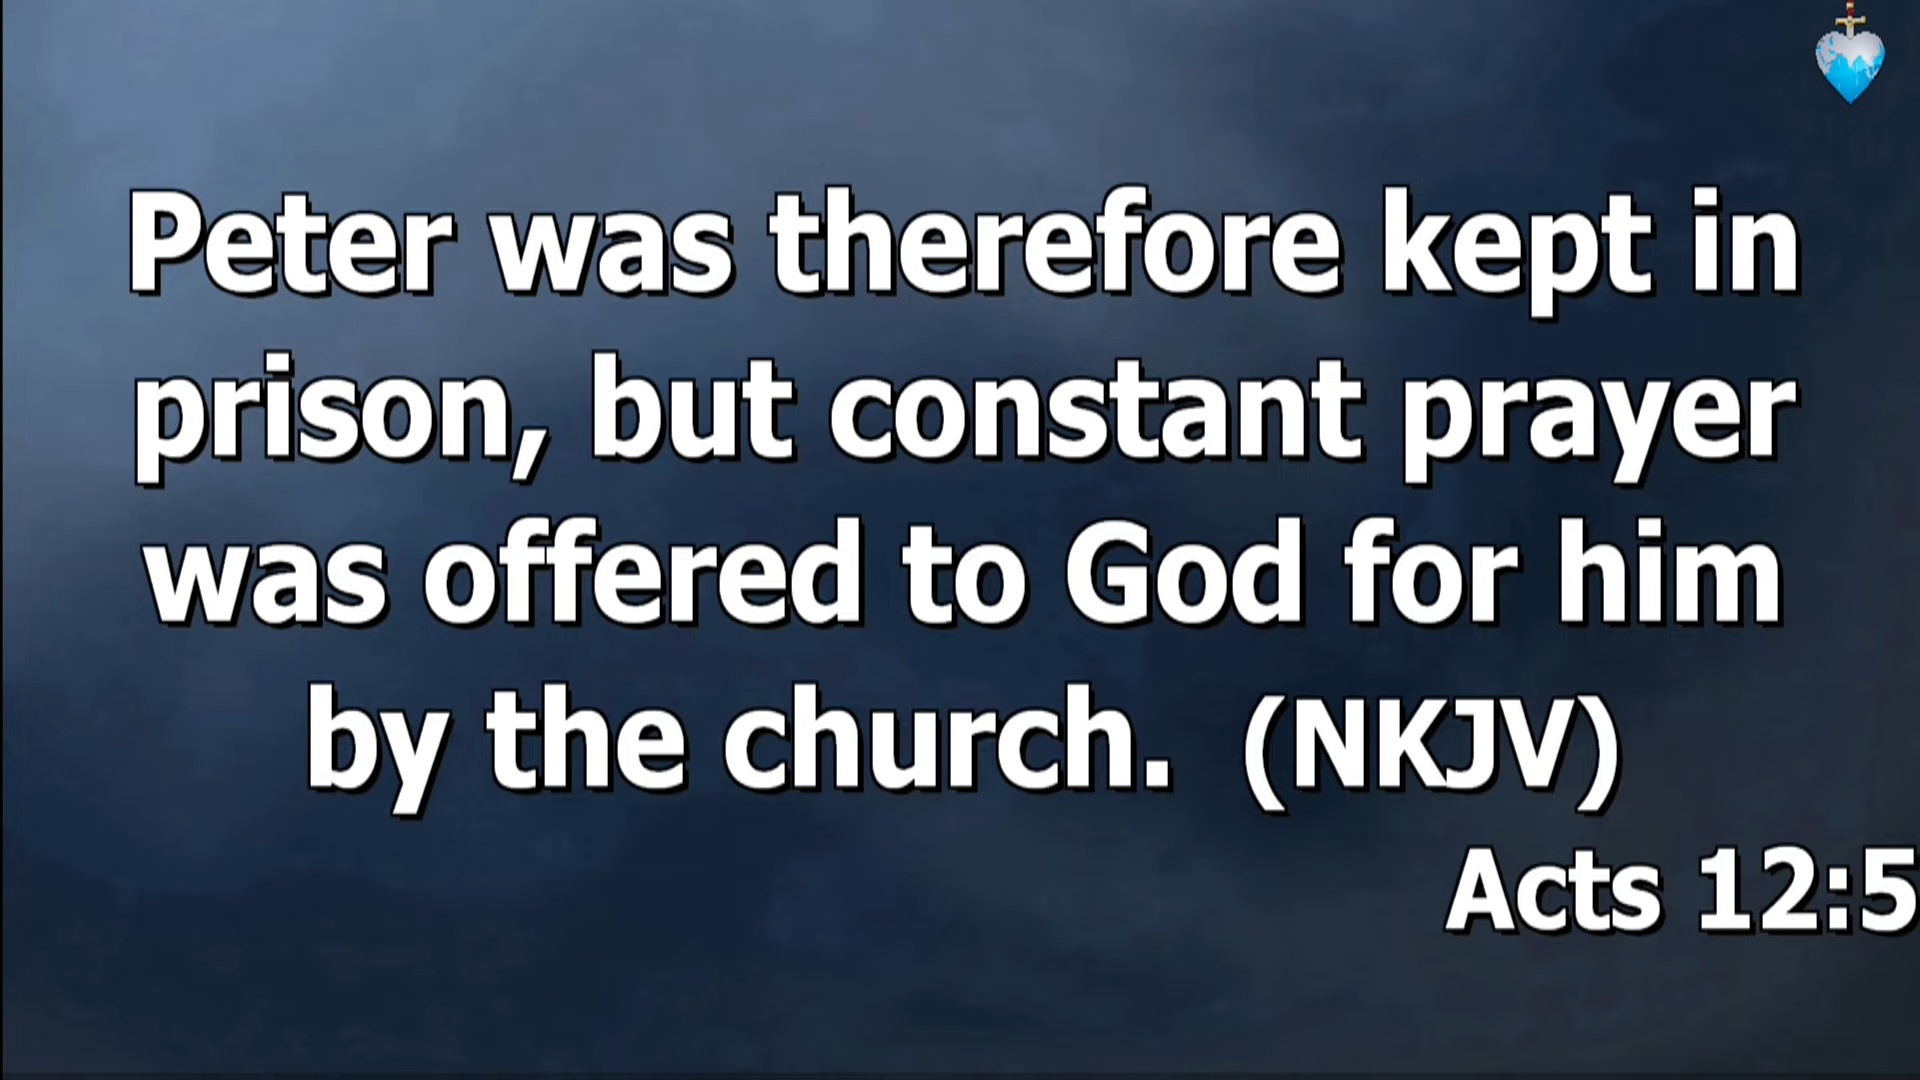 Peter was therefore kept in
prison, but constant prayer
was offered to God for him
by the church. (NKJV)
Acts 12:5